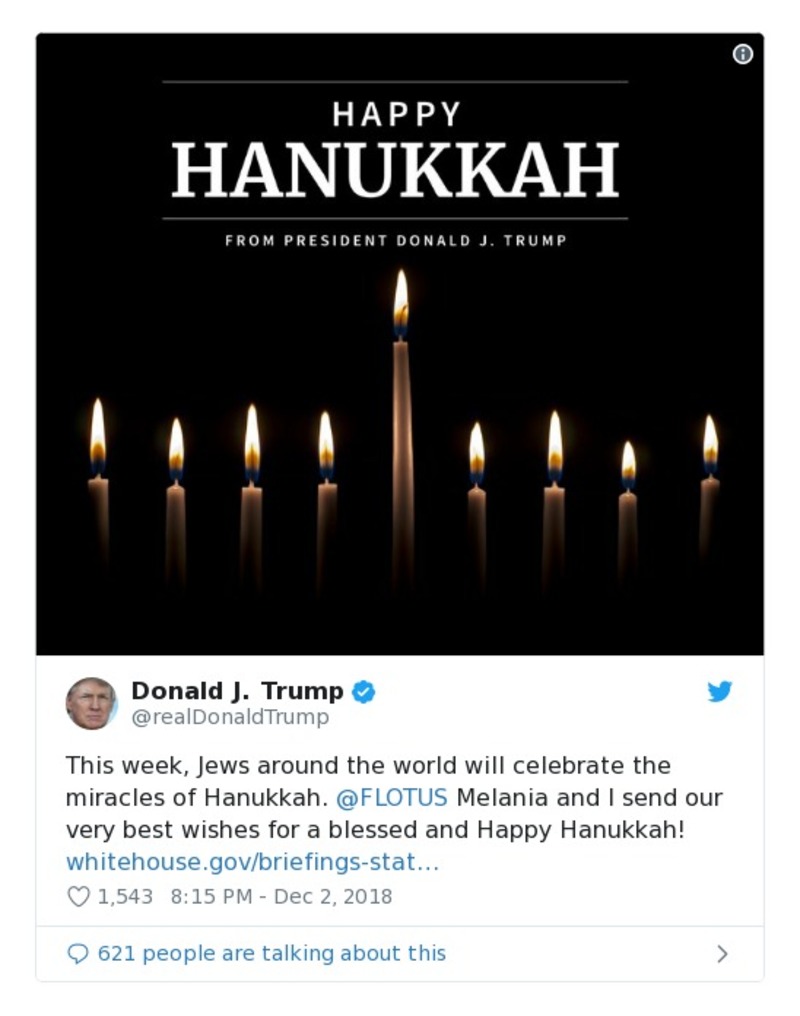 HAPPY
HANUKKAH
FROM PRESIDENT DONALD J. TRUMP
Donald J. Trump
@realDonaldTrump
This week, Jews around the world will celebrate the
miracles of Hanukkah. @FLOTUS Melania and I send our
very best wishes for a blessed and Happy Hanukkah!
whitehouse.gov/briefings-stat…
1,543 8:15 PM - Dec 2, 2018
621 people are talking about this